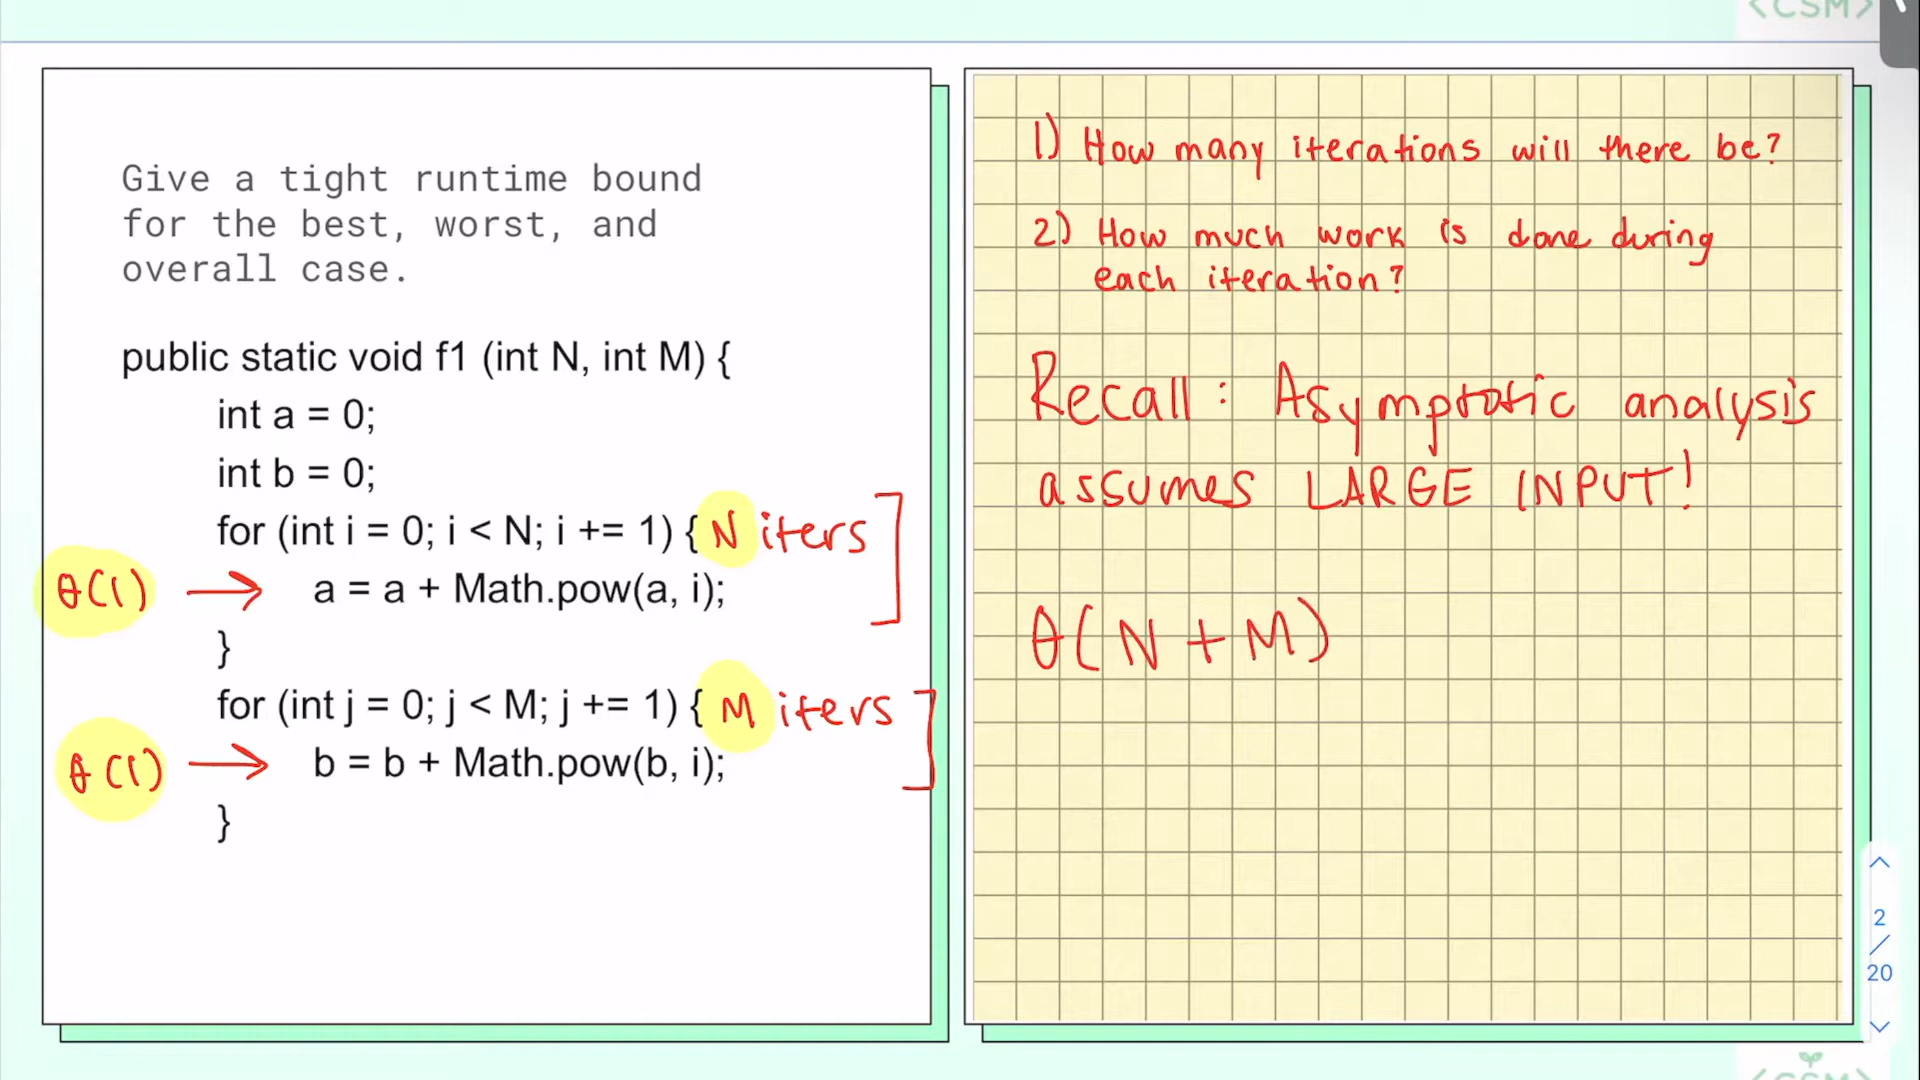 <CSM>
Give a tight runtime bound
for the best, worst, and
overall case.
public static void f1 (int N, int M) {
int a = 0;
int b = 0;
for (int i = 0; i < N; i += 1) { N iters
θ(1) → a = a + Math.pow(a, i);
}
for (int j = 0; j < M; j += 1) { M iters
θ(1) → b = b + Math.pow(b, i);
}
1) How many iterations will there be?
2) How much work is done during
each iteration?
Recall: Asymptotic analysis
assumes LARGE INPUT!
θ(N + M)
2
/
20
<CSM>